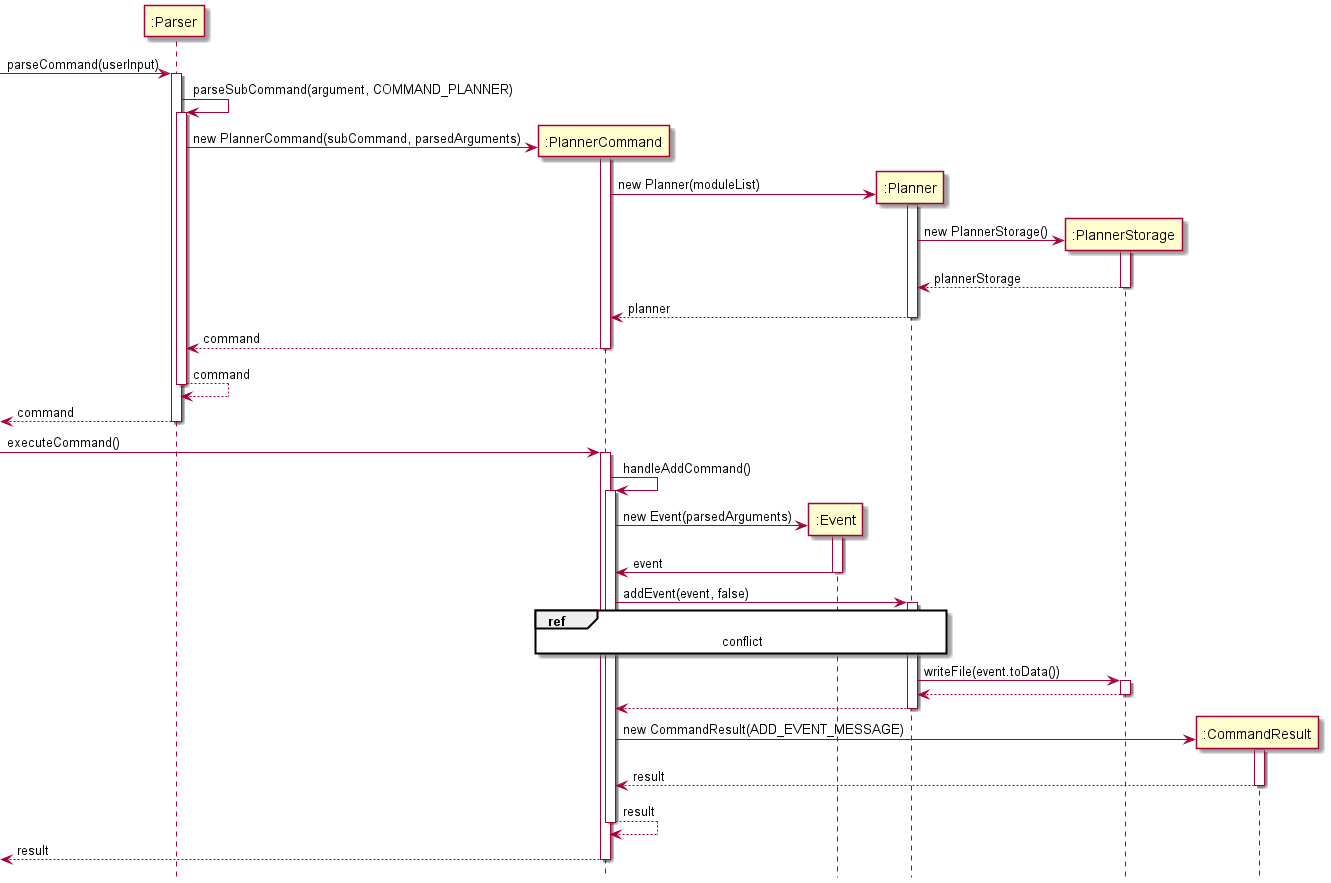 :Parser
parseCommand(userInput)
parseSubCommand(argument, COMMAND_PLANNER)
new PlannerCommand(subCommand, parsedArguments)
:PlannerCommand
new Planner(moduleList)
:Planner
new PlannerStorage()
:PlannerStorage
plannerStorage
planner
command
command
command
executeCommand()
handleAddCommand()
new Event(parsedArguments)
:Event
event
addEvent(event, false)
ref
conflict
writeFile(event.toData())
new CommandResult(ADD_EVENT_MESSAGE)
:CommandResult
result
result
result